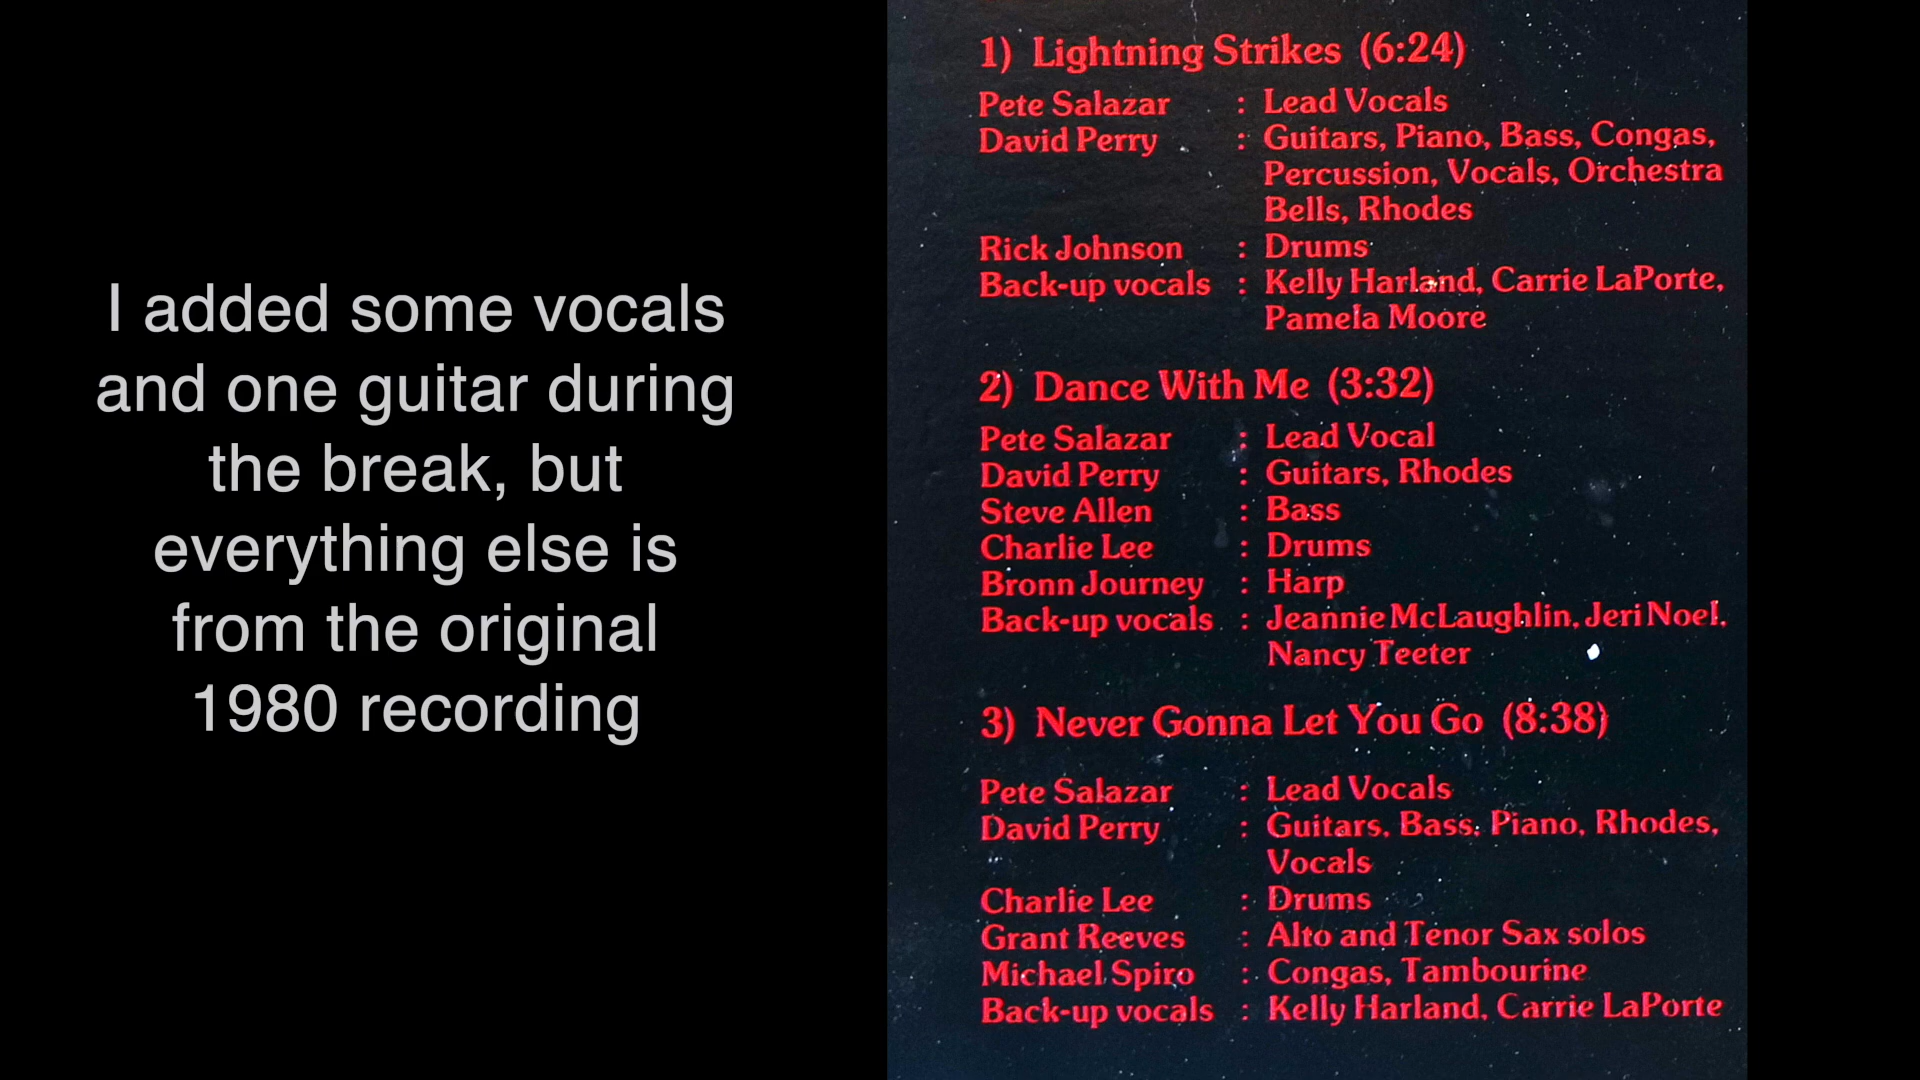 I added some vocals
and one guitar during
the break, but
everything else is
from the original
1980 recording
1) Lightning Strikes (6:24)
Pete Salazar : Lead Vocals
David Perry : Guitars, Piano, Bass, Congas,
Percussion, Vocals, Orchestra
Bells, Rhodes
Rick Johnson : Drums
Back-up vocals : Kelly Harland, Carrie LaPorte,
Pamela Moore
2) Dance With Me (3:32)
Pete Salazar : Lead Vocal
David Perry : Guitars, Rhodes
Steve Allen : Bass
Charlie Lee : Drums
Bronn Journey : Harp
Back-up vocals : Jeannie McLaughlin, Jeri Noel,
Nancy Teeter
3) Never Gonna Let You Go (8:38)
Pete Salazar : Lead Vocals
David Perry : Guitars, Bass, Piano, Rhodes,
Vocals
Charlie Lee : Drums
Grant Reeves : Alto and Tenor Sax solos
Michael Spiro : Congas, Tambourine
Back-up vocals : Kelly Harland, Carrie LaPorte